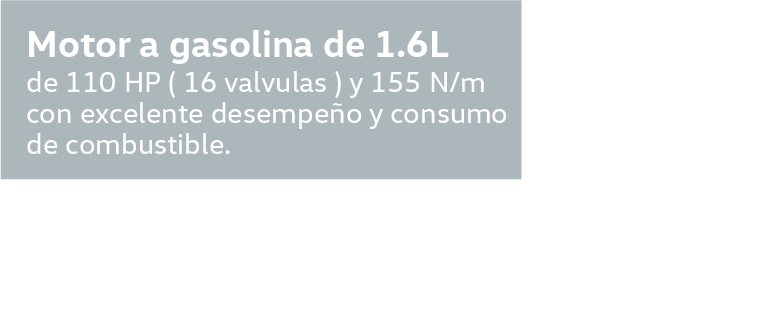 Motor a gasolina de 1.6L
de 110 HP ( 16 valvulas ) y 155 N/m
con excelente desempeño y consumo
de combustible.